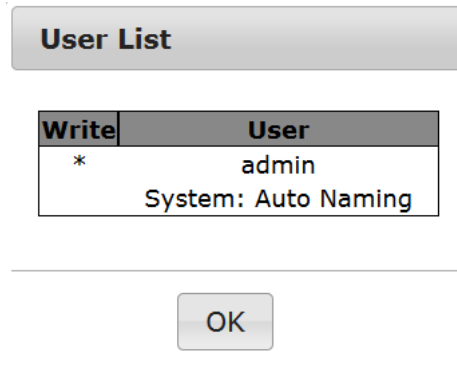 User List
Write User
* admin
System: Auto Naming
OK